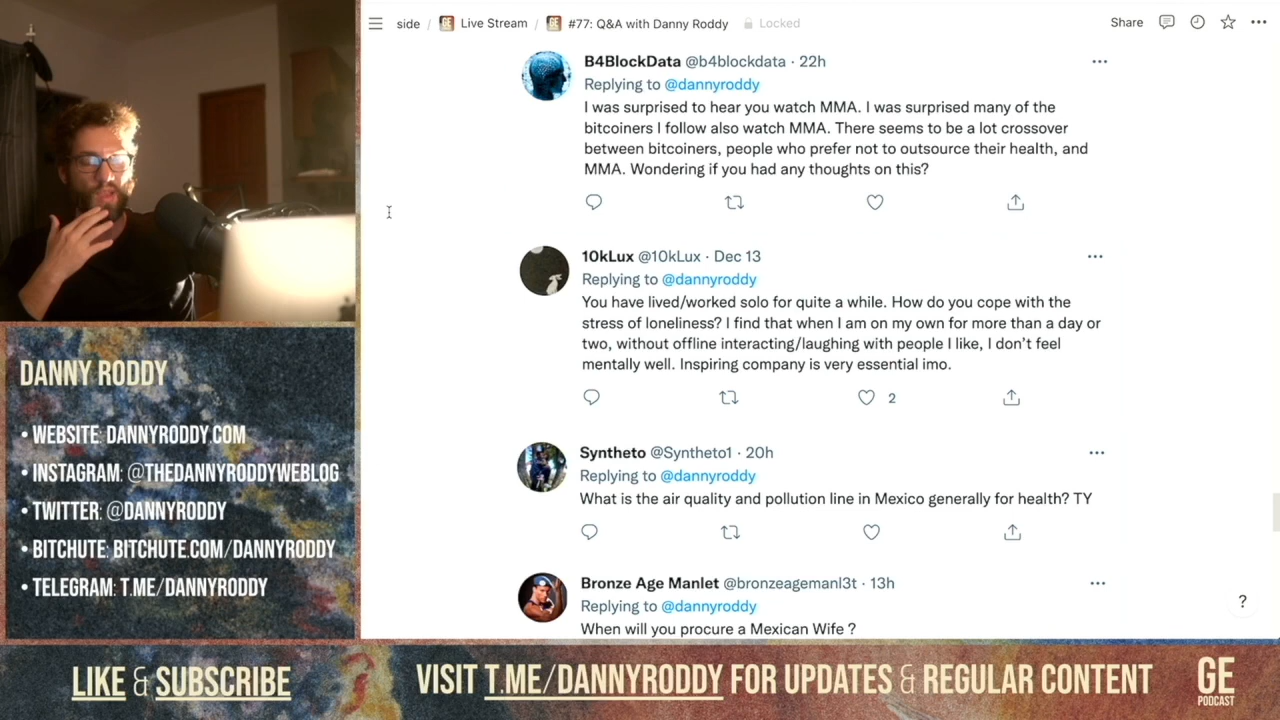 side / Live Stream / #77: Q&A with Danny Roddy Locked
Share
B4BlockData @b4blockdata · 22h
Replying to @dannyroddy
I was surprised to hear you watch MMA. I was surprised many of the
bitcoiners I follow also watch MMA. There seems to be a lot crossover
between bitcoiners, people who prefer not to outsource their health, and
MMA. Wondering if you had any thoughts on this?
10kLux @10kLux · Dec 13
Replying to @dannyroddy
You have lived/worked solo for quite a while. How do you cope with the
stress of loneliness? I find that when I am on my own for more than a day or
two, without offline interacting/laughing with people I like, I don't feel
mentally well. Inspiring company is very essential imo.
2
Syntheto @Syntheto1 · 20h
Replying to @dannyroddy
What is the air quality and pollution line in Mexico generally for health? TY
Bronze Age Manlet @bronzeagemanl3t · 13h
Replying to @dannyroddy
When will you procure a Mexican Wife ?
?
DANNY RODDY
• WEBSITE: DANNYRODDY.COM
• INSTAGRAM: @THEDANNYRODDYWEBLOG
• TWITTER: @DANNYRODDY
• BITCHUTE: BITCHUTE.COM/DANNYRODDY
• TELEGRAM: T.ME/DANNYRODDY
LIKE & SUBSCRIBE
VISIT T.ME/DANNYRODDY FOR UPDATES & REGULAR CONTENT
GE
PODCAST